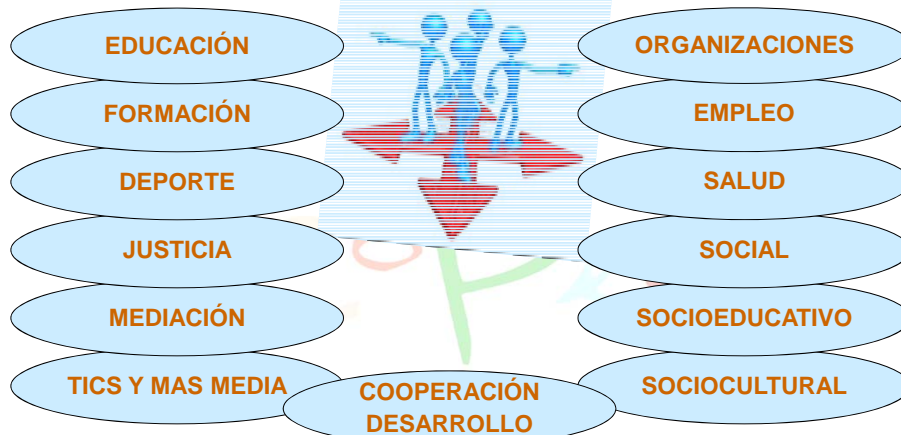 EDUCACIÓN
FORMACIÓN
DEPORTE
JUSTICIA
MEDIACIÓN
TICS Y MAS MEDIA
COOPERACIÓN
DESARROLLO
ORGANIZACIONES
EMPLEO
SALUD
SOCIAL
SOCIOEDUCATIVO
SOCIOCULTURAL